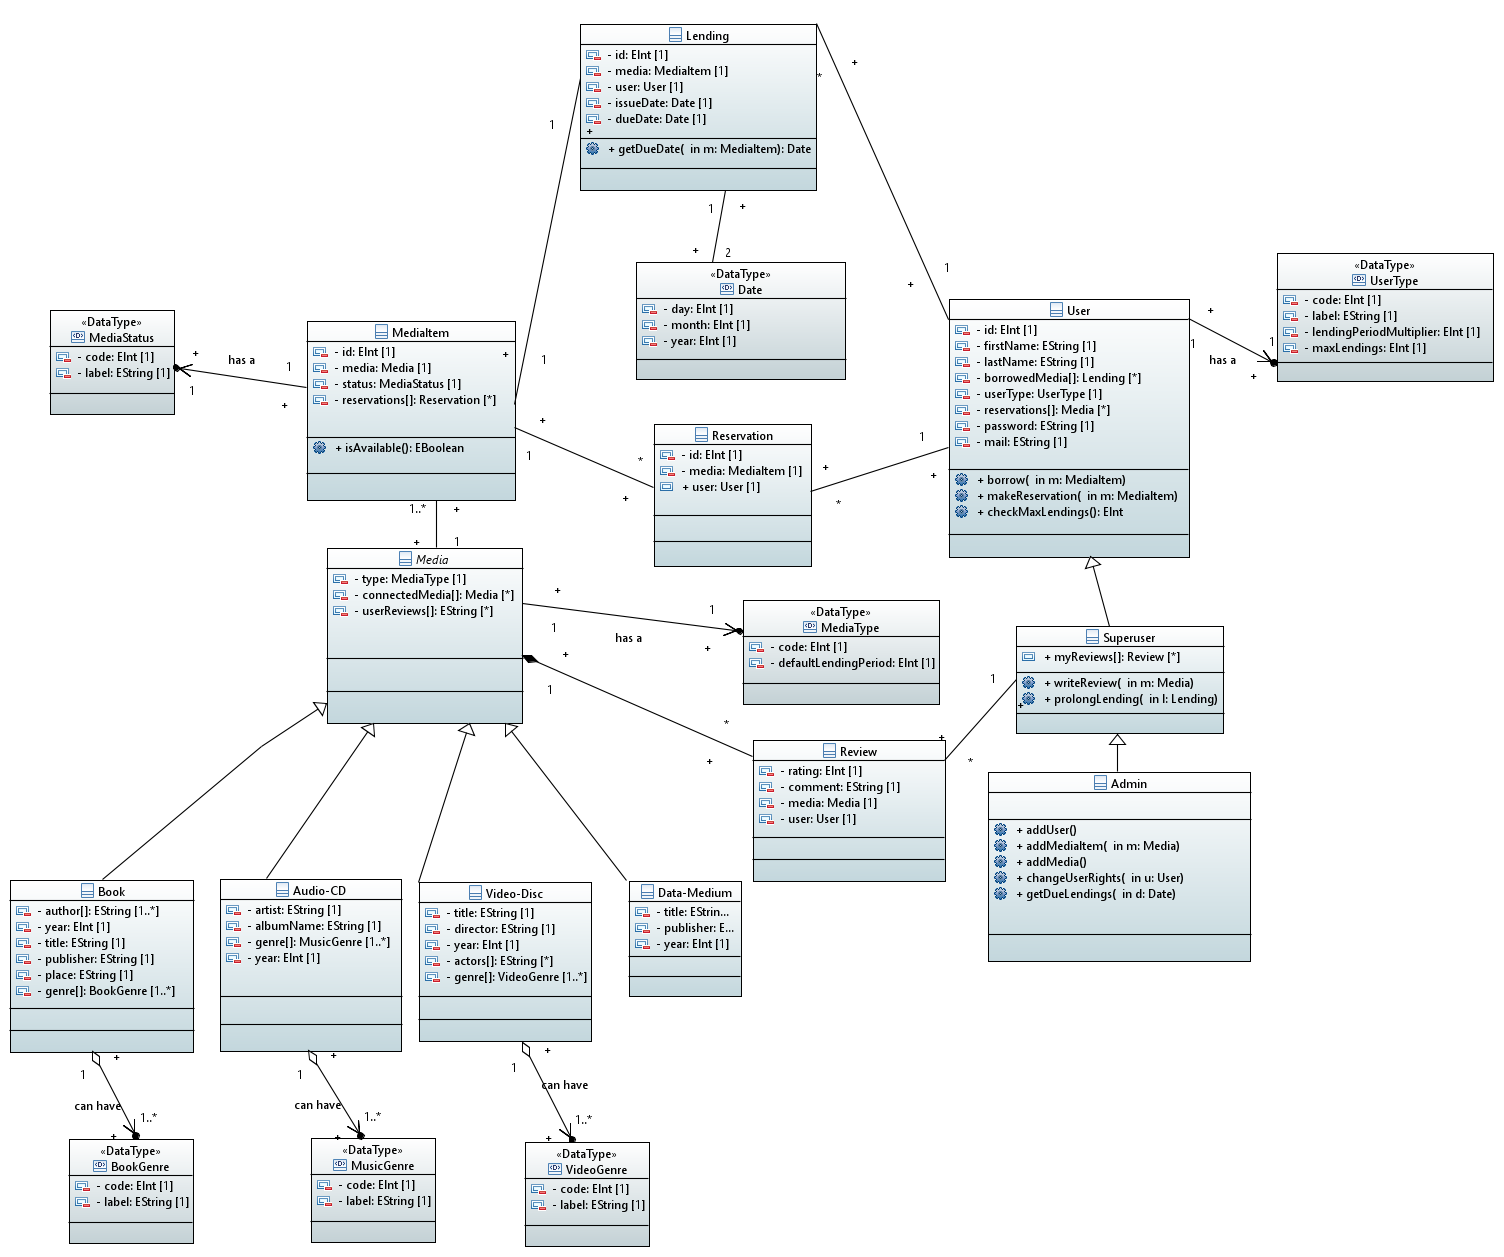 Lending
- id: EInt [1]
- media: MediaItem [1]
- user: User [1]
- issueDate: Date [1]
- dueDate: Date [1]
+
+ getDueDate( in m: MediaItem): Date
+
*
1
1 +
+ 2
«DataType»
Date
- day: EInt [1]
- month: EInt [1]
- year: EInt [1]
1
+
«DataType»
UserType
- code: EInt [1]
- label: EString [1]
- lendingPeriodMultiplier: EInt [1]
- maxLendings: EInt [1]
+
1
has a
1
+
User
- id: EInt [1]
- firstName: EString [1]
- lastName: EString [1]
- borrowedMedia[]: Lending [*]
- userType: UserType [1]
- reservations[]: Media [*]
- password: EString [1]
- mail: EString [1]
+ borrow( in m: MediaItem)
+ makeReservation( in m: MediaItem)
+ checkMaxLendings(): EInt
«DataType»
MediaStatus
- code: EInt [1]
- label: EString [1]
+
has a
1
1
+
MediaItem
- id: EInt [1]
+
- media: Media [1]
- status: MediaStatus [1]
- reservations[]: Reservation [*]
+ isAvailable(): EBoolean
1
+
1
*
+
Reservation
- id: EInt [1]
- media: MediaItem [1]
+ user: User [1]
1
+
+
*
1..* +
+ 1
Media
- type: MediaType [1]
- connectedMedia[]: Media [*]
- userReviews[]: EString [*]
+
1
1
has a
+
+
1
«DataType»
MediaType
- code: EInt [1]
- defaultLendingPeriod: EInt [1]
Superuser
+ myReviews[]: Review [*]
+ writeReview( in m: Media)
+ prolongLending( in l: Lending)
1
+
*
+
+
*
Review
- rating: EInt [1]
- comment: EString [1]
- media: Media [1]
- user: User [1]
Admin
+ addUser()
+ addMediaItem( in m: Media)
+ addMedia()
+ changeUserRights( in u: User)
+ getDueLendings( in d: Date)
Book
- author[]: EString [1..*]
- year: EInt [1]
- title: EString [1]
- publisher: EString [1]
- place: EString [1]
- genre[]: BookGenre [1..*]
Audio-CD
- artist: EString [1]
- albumName: EString [1]
- genre[]: MusicGenre [1..*]
- year: EInt [1]
Video-Disc
- title: EString [1]
- director: EString [1]
- year: EInt [1]
- actors[]: EString [*]
- genre[]: VideoGenre [1..*]
Data-Medium
- title: EStrin...
- publisher: E...
- year: EInt [1]
+
1
can have
1..*
+
«DataType»
BookGenre
- code: EInt [1]
- label: EString [1]
+
1
can have
1..*
+
«DataType»
MusicGenre
- code: EInt [1]
- label: EString [1]
+
1
can have
1..*
+
«DataType»
VideoGenre
- code: EInt [1]
- label: EString [1]